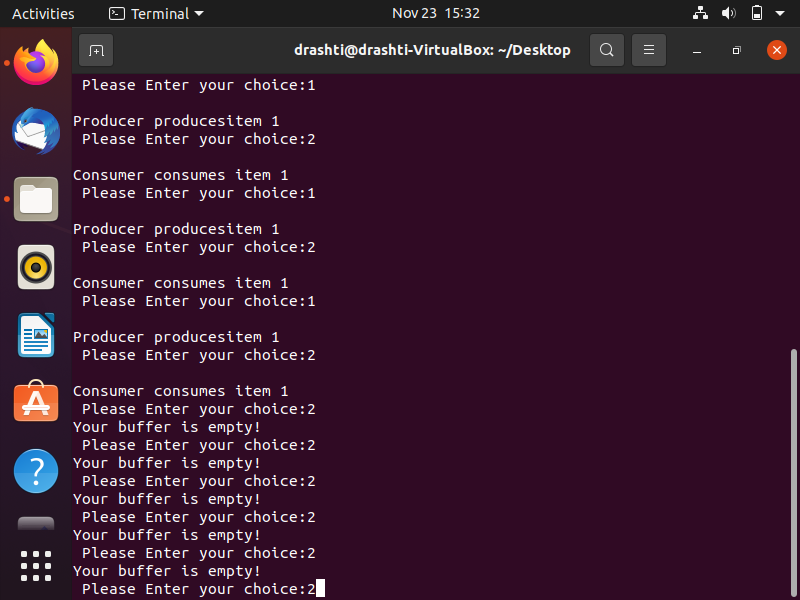 Activities
Terminal
Nov 23 15:32
drashti@drashti-VirtualBox: ~/Desktop
Please Enter your choice:1
Producer producesitem 1
Please Enter your choice:2
Consumer consumes item 1
Please Enter your choice:1
Producer producesitem 1
Please Enter your choice:2
Consumer consumes item 1
Please Enter your choice:1
Producer producesitem 1
Please Enter your choice:2
Consumer consumes item 1
Please Enter your choice:2
Your buffer is empty!
Please Enter your choice:2
Your buffer is empty!
Please Enter your choice:2
Your buffer is empty!
Please Enter your choice:2
Your buffer is empty!
Please Enter your choice:2
Your buffer is empty!
Please Enter your choice:2